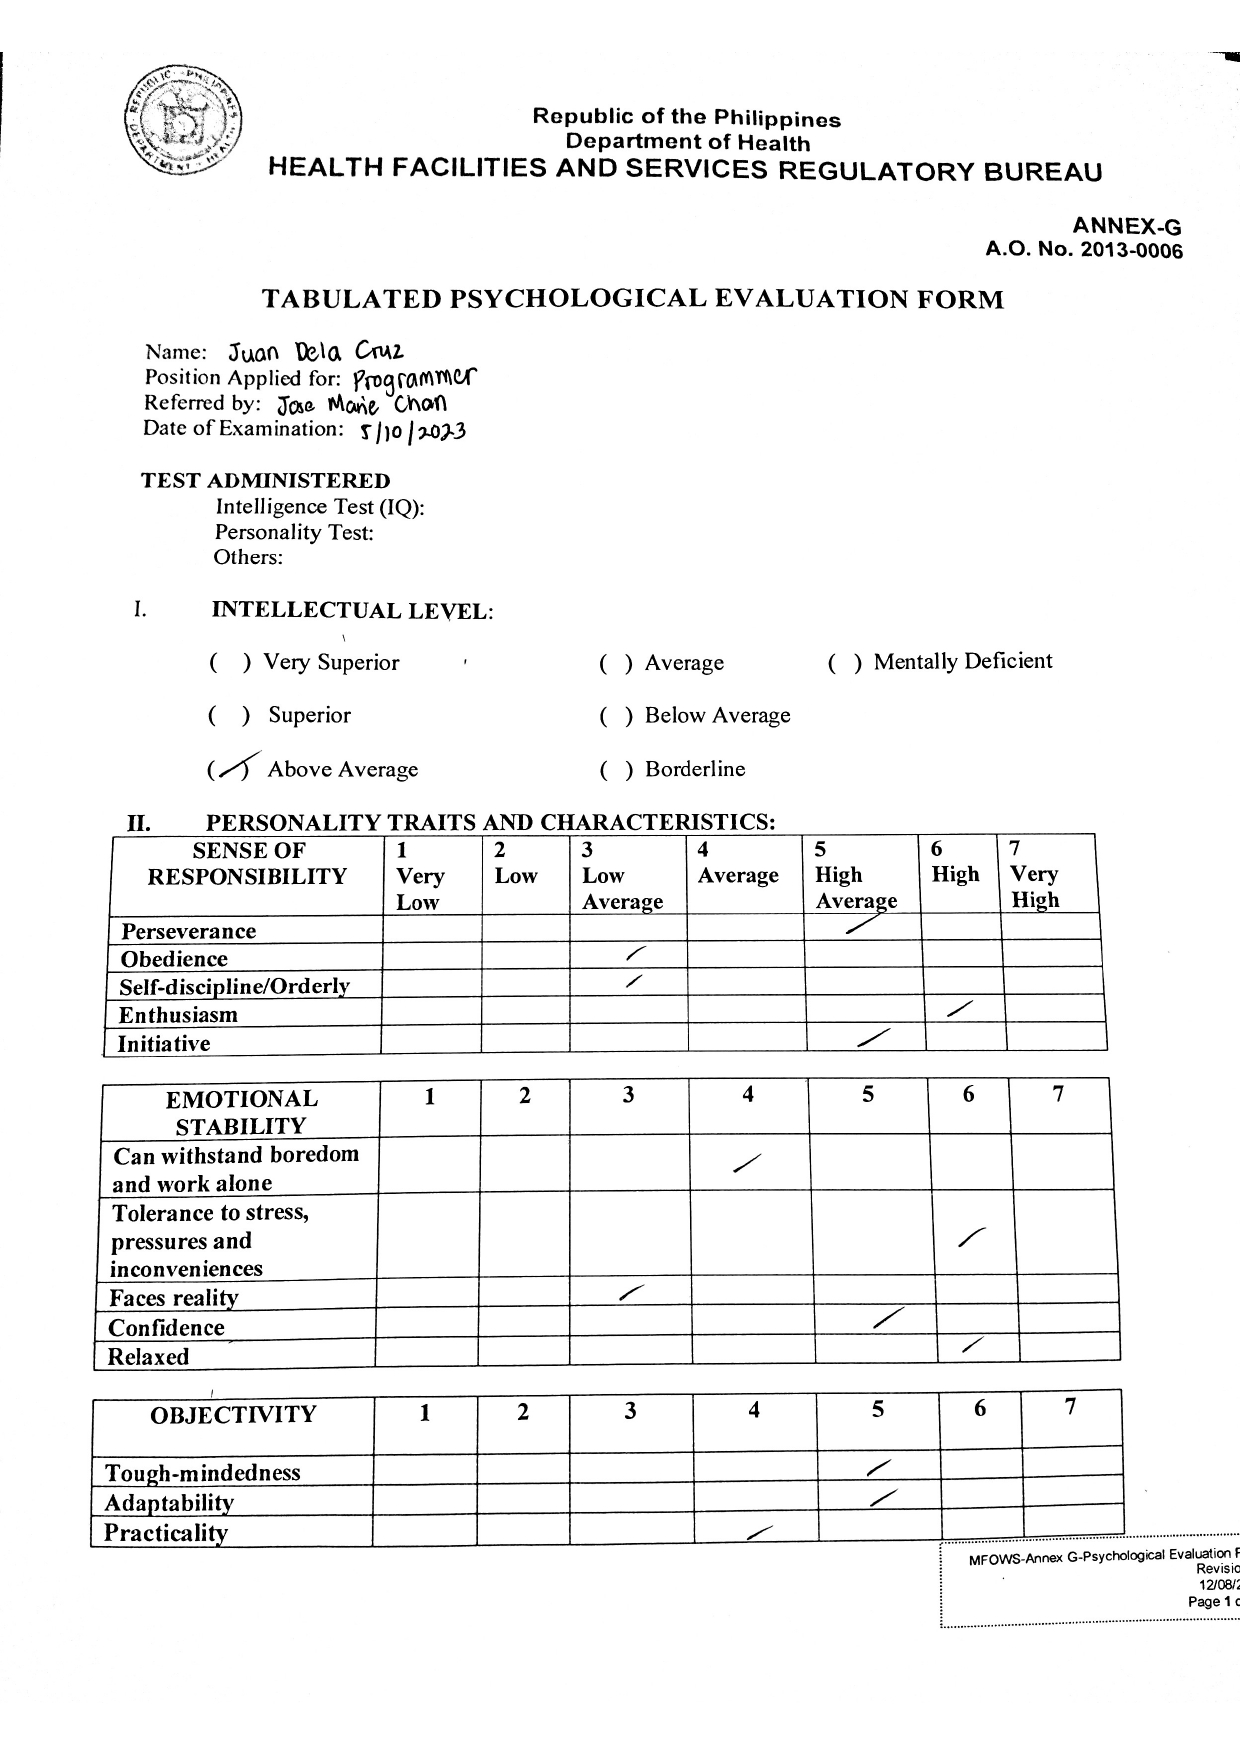 REPUBLIC PHILIPPINES DEPARTMENT HEALTH
Republic of the Philippines
Department of Health
HEALTH FACILITIES AND SERVICES REGULATORY BUREAU
ANNEX-G
A.O. No. 2013-0006
TABULATED PSYCHOLOGICAL EVALUATION FORM
Name: Juan Dela Cruz
Position Applied for: Programmer
Referred by: Jose Marie Chan
Date of Examination: 5/10/2023
TEST ADMINISTERED
Intelligence Test (IQ):
Personality Test:
Others:
I. INTELLECTUAL LEVEL:
( ) Very Superior ( ) Average ( ) Mentally Deficient
( ) Superior ( ) Below Average
(/) Above Average ( ) Borderline
II. PERSONALITY TRAITS AND CHARACTERISTICS:
SENSE OF 1 2 3 4 5 6 7
RESPONSIBILITY Very Low Low Average High High Very
Low Average Average High
Perseverance /
Obedience /
Self-discipline/Orderly /
Enthusiasm /
Initiative /
EMOTIONAL 1 2 3 4 5 6 7
STABILITY
Can withstand boredom /
and work alone
Tolerance to stress,
pressures and /
inconveniences
Faces reality /
Confidence /
Relaxed /
OBJECTIVITY 1 2 3 4 5 6 7
Tough-mindedness /
Adaptability /
Practicality /
MFOWS-Annex G-Psychological Evaluation F
Revisio
12/08/2
Page 1 o